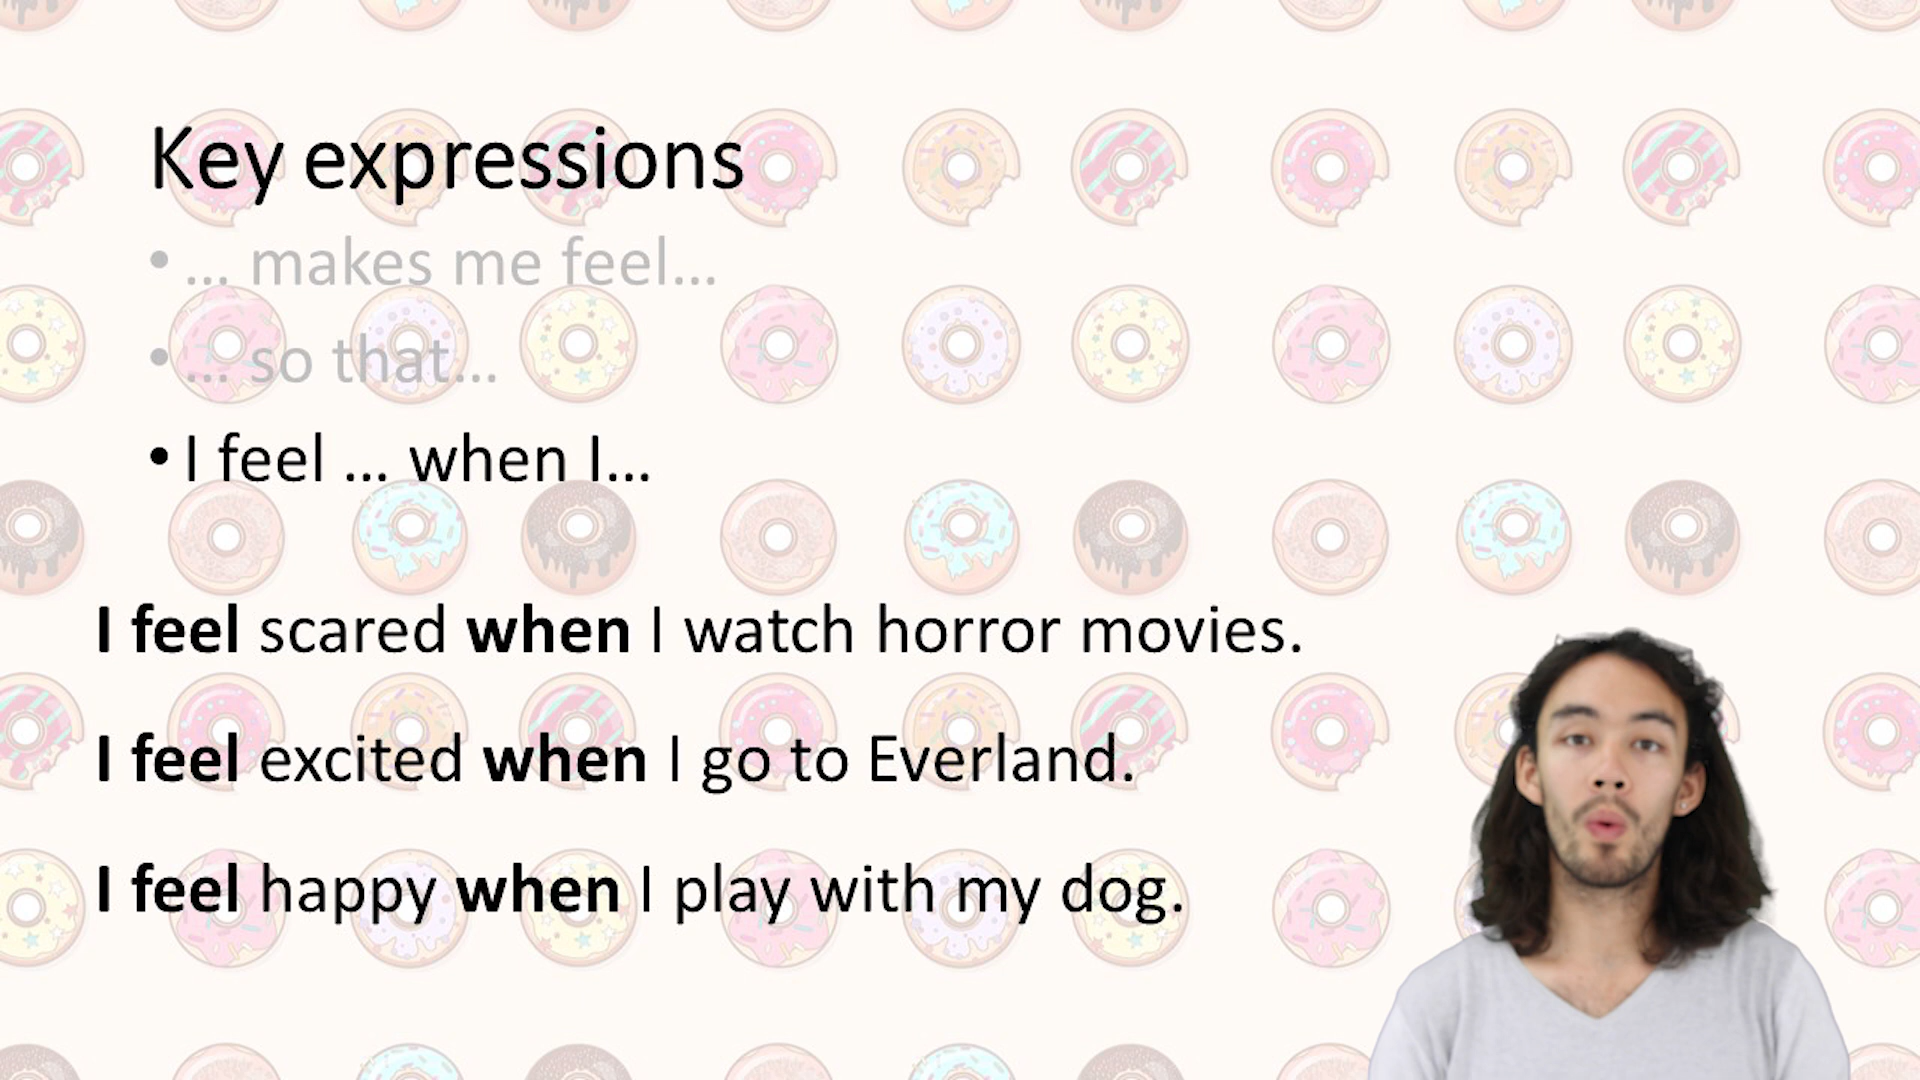 Key expressions
• ... makes me feel...
• ... so that...
• I feel ... when I...
I feel scared when I watch horror movies.
I feel excited when I go to Everland.
I feel happy when I play with my dog.